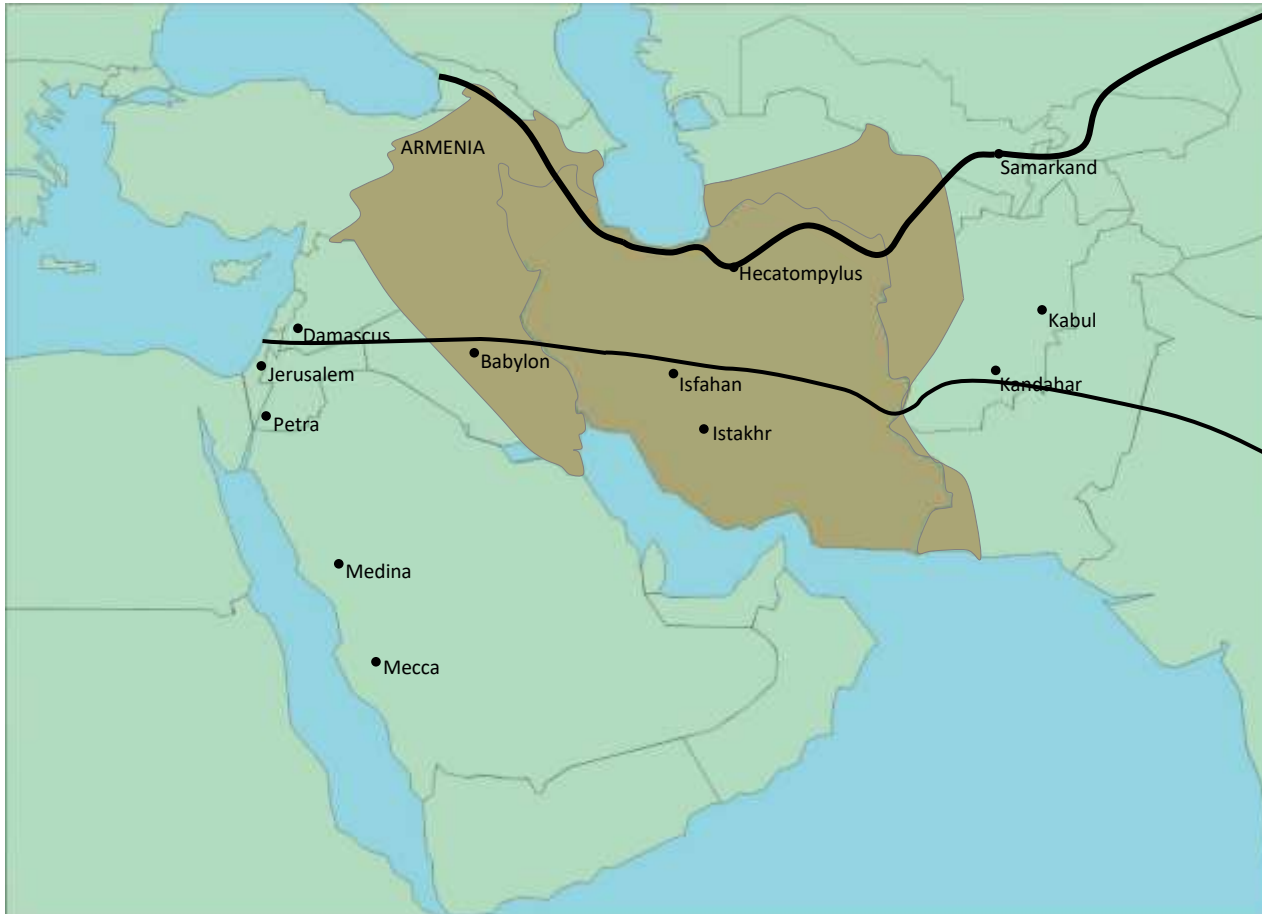 ARMENIA
Samarkand
Hecatompylus
Kabul
Damascus
Babylon
Jerusalem
Isfahan
Kandahar
Petra
Istakhr
Medina
Mecca